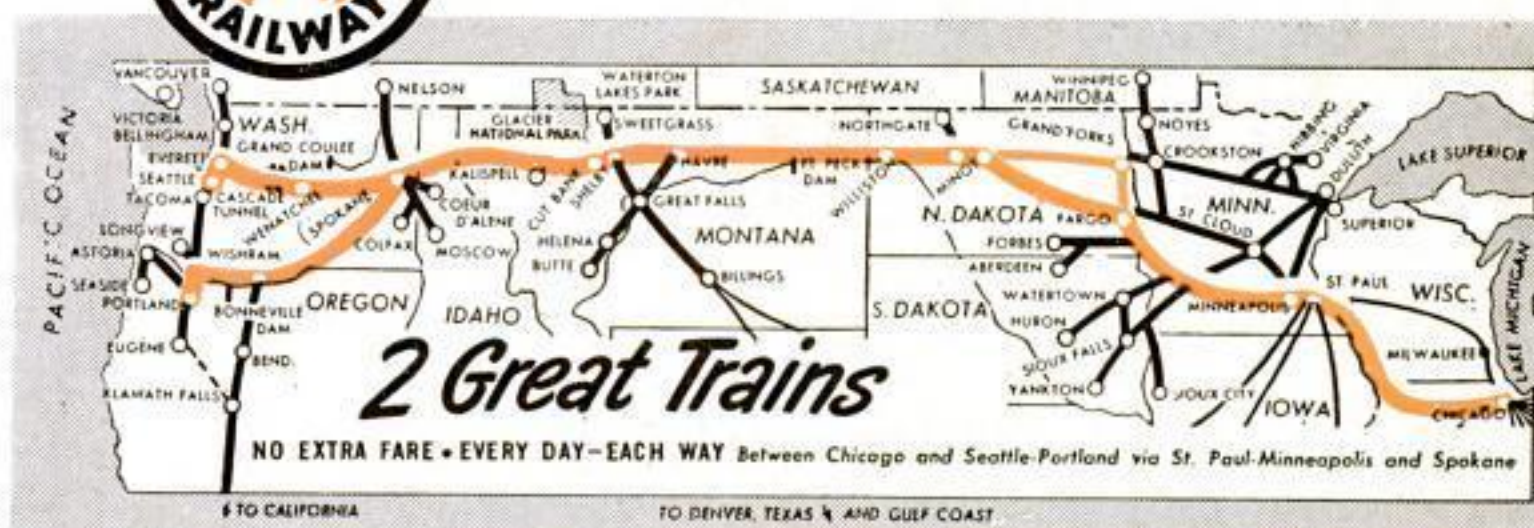 RAILWAY
VANCOUVER
NELSON
WATERTON
LAKES PARK
SASKATCHEWAN
WINNIPEG
MANITOBA
VICTORIA
BELLINGHAM
WASH.
GLACIER
NATIONAL PARK
SWEETGRASS
NORTHGATE
GRAND FORKS
NOYES
HIBBING
VIRGINIA
DULUTH
LAKE SUPERIOR
EVERETT
GRAND COULEE
DAM
SEATTLE
KALISPELL
CUT BANK
SHELBY
HAVRE
FT. PECK
DAM
WILLISTON
MINOT
CROOKSTON
TACOMA
CASCADE
TUNNEL
WENATCHEE
SPOKANE
COEUR
D'ALENE
GREAT FALLS
N. DAKOTA
FARGO
MINN.
ST CLOUD
SUPERIOR
PACIFIC OCEAN
LONGVIEW
ASTORIA
WISHRAM
COLFAX
MOSCOW
HELENA
MONTANA
FORBES
BUTTE
BILLINGS
ABERDEEN
SEASIDE
PORTLAND
BONNEVILLE
DAM
OREGON
IDAHO
S. DAKOTA
WATERTOWN
HURON
MINNEAPOLIS
ST. PAUL
WISC.
LAKE MICHIGAN
EUGENE
BEND
SIOUX FALLS
MILWAUKEE
KLAMATH FALLS
YANKTON
SIOUX CITY
IOWA
CHICAGO
2 Great Trains
NO EXTRA FARE • EVERY DAY—EACH WAY Between Chicago and Seattle-Portland via St. Paul-Minneapolis and Spokane
TO CALIFORNIA
TO DENVER, TEXAS AND GULF COAST